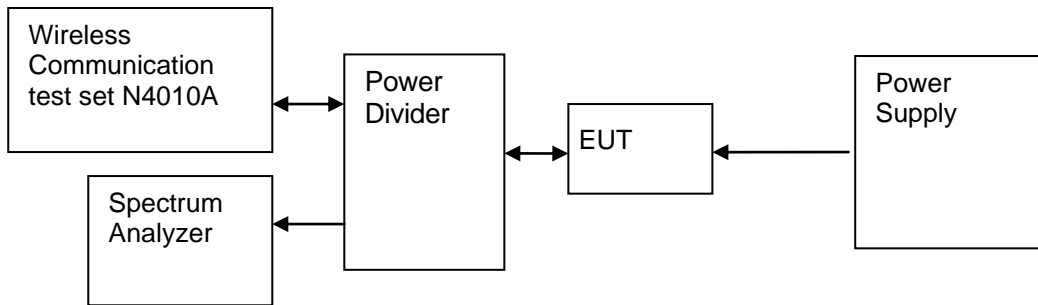 Wireless
Communication
test set N4010A
Power
Divider
Spectrum
Analyzer
EUT
Power
Supply